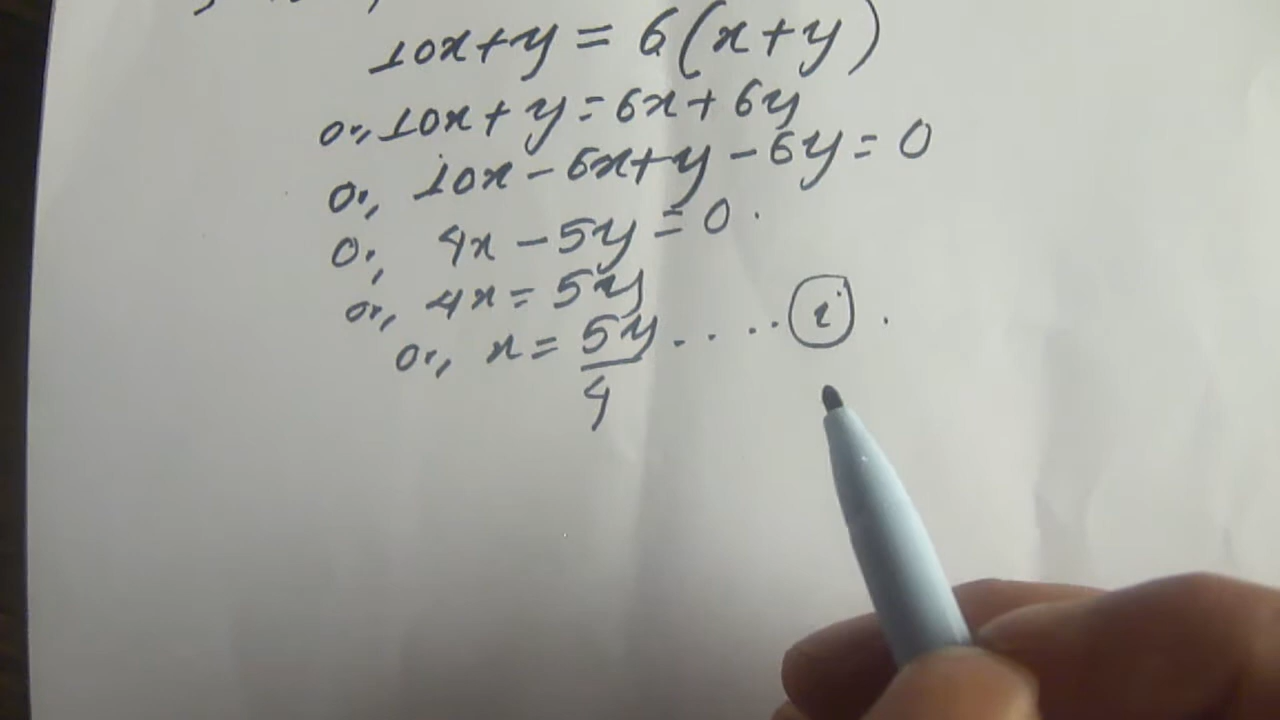 10x+y = 6(x+y)
or, 10x+y = 6x+6y
or, 10x-6x+y-6y = 0
or, 4x-5y = 0.
or, 4x = 5y
or, x = 5y/4 ..... (i).